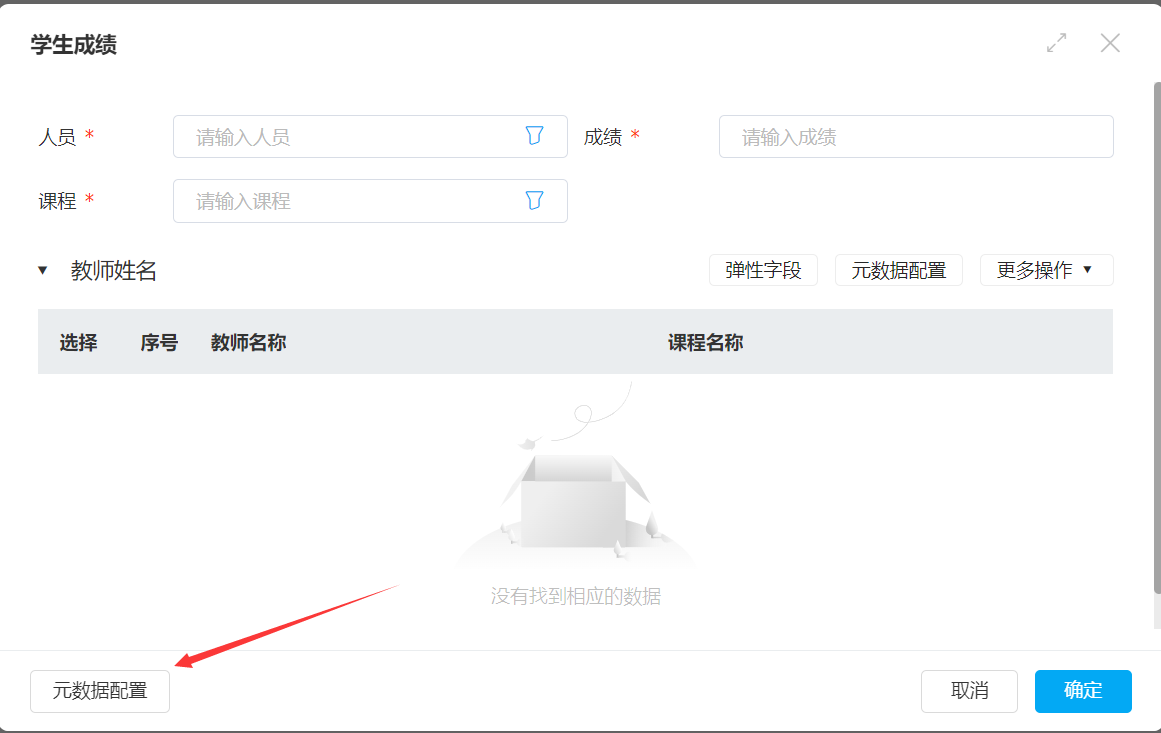 学生成绩
人员 * 请输入人员 成绩 * 请输入成绩
课程 * 请输入课程
教师姓名 弹性字段 元数据配置 更多操作
选择 序号 教师名称 课程名称
没有找到相应的数据
元数据配置 取消 确定